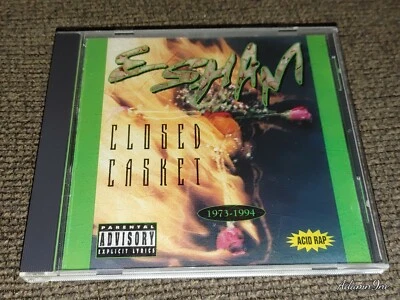 ESHAM
CLOSED
CASKET
1973-1994
PARENTAL
ADVISORY
EXPLICIT LYRICS
ACID RAP